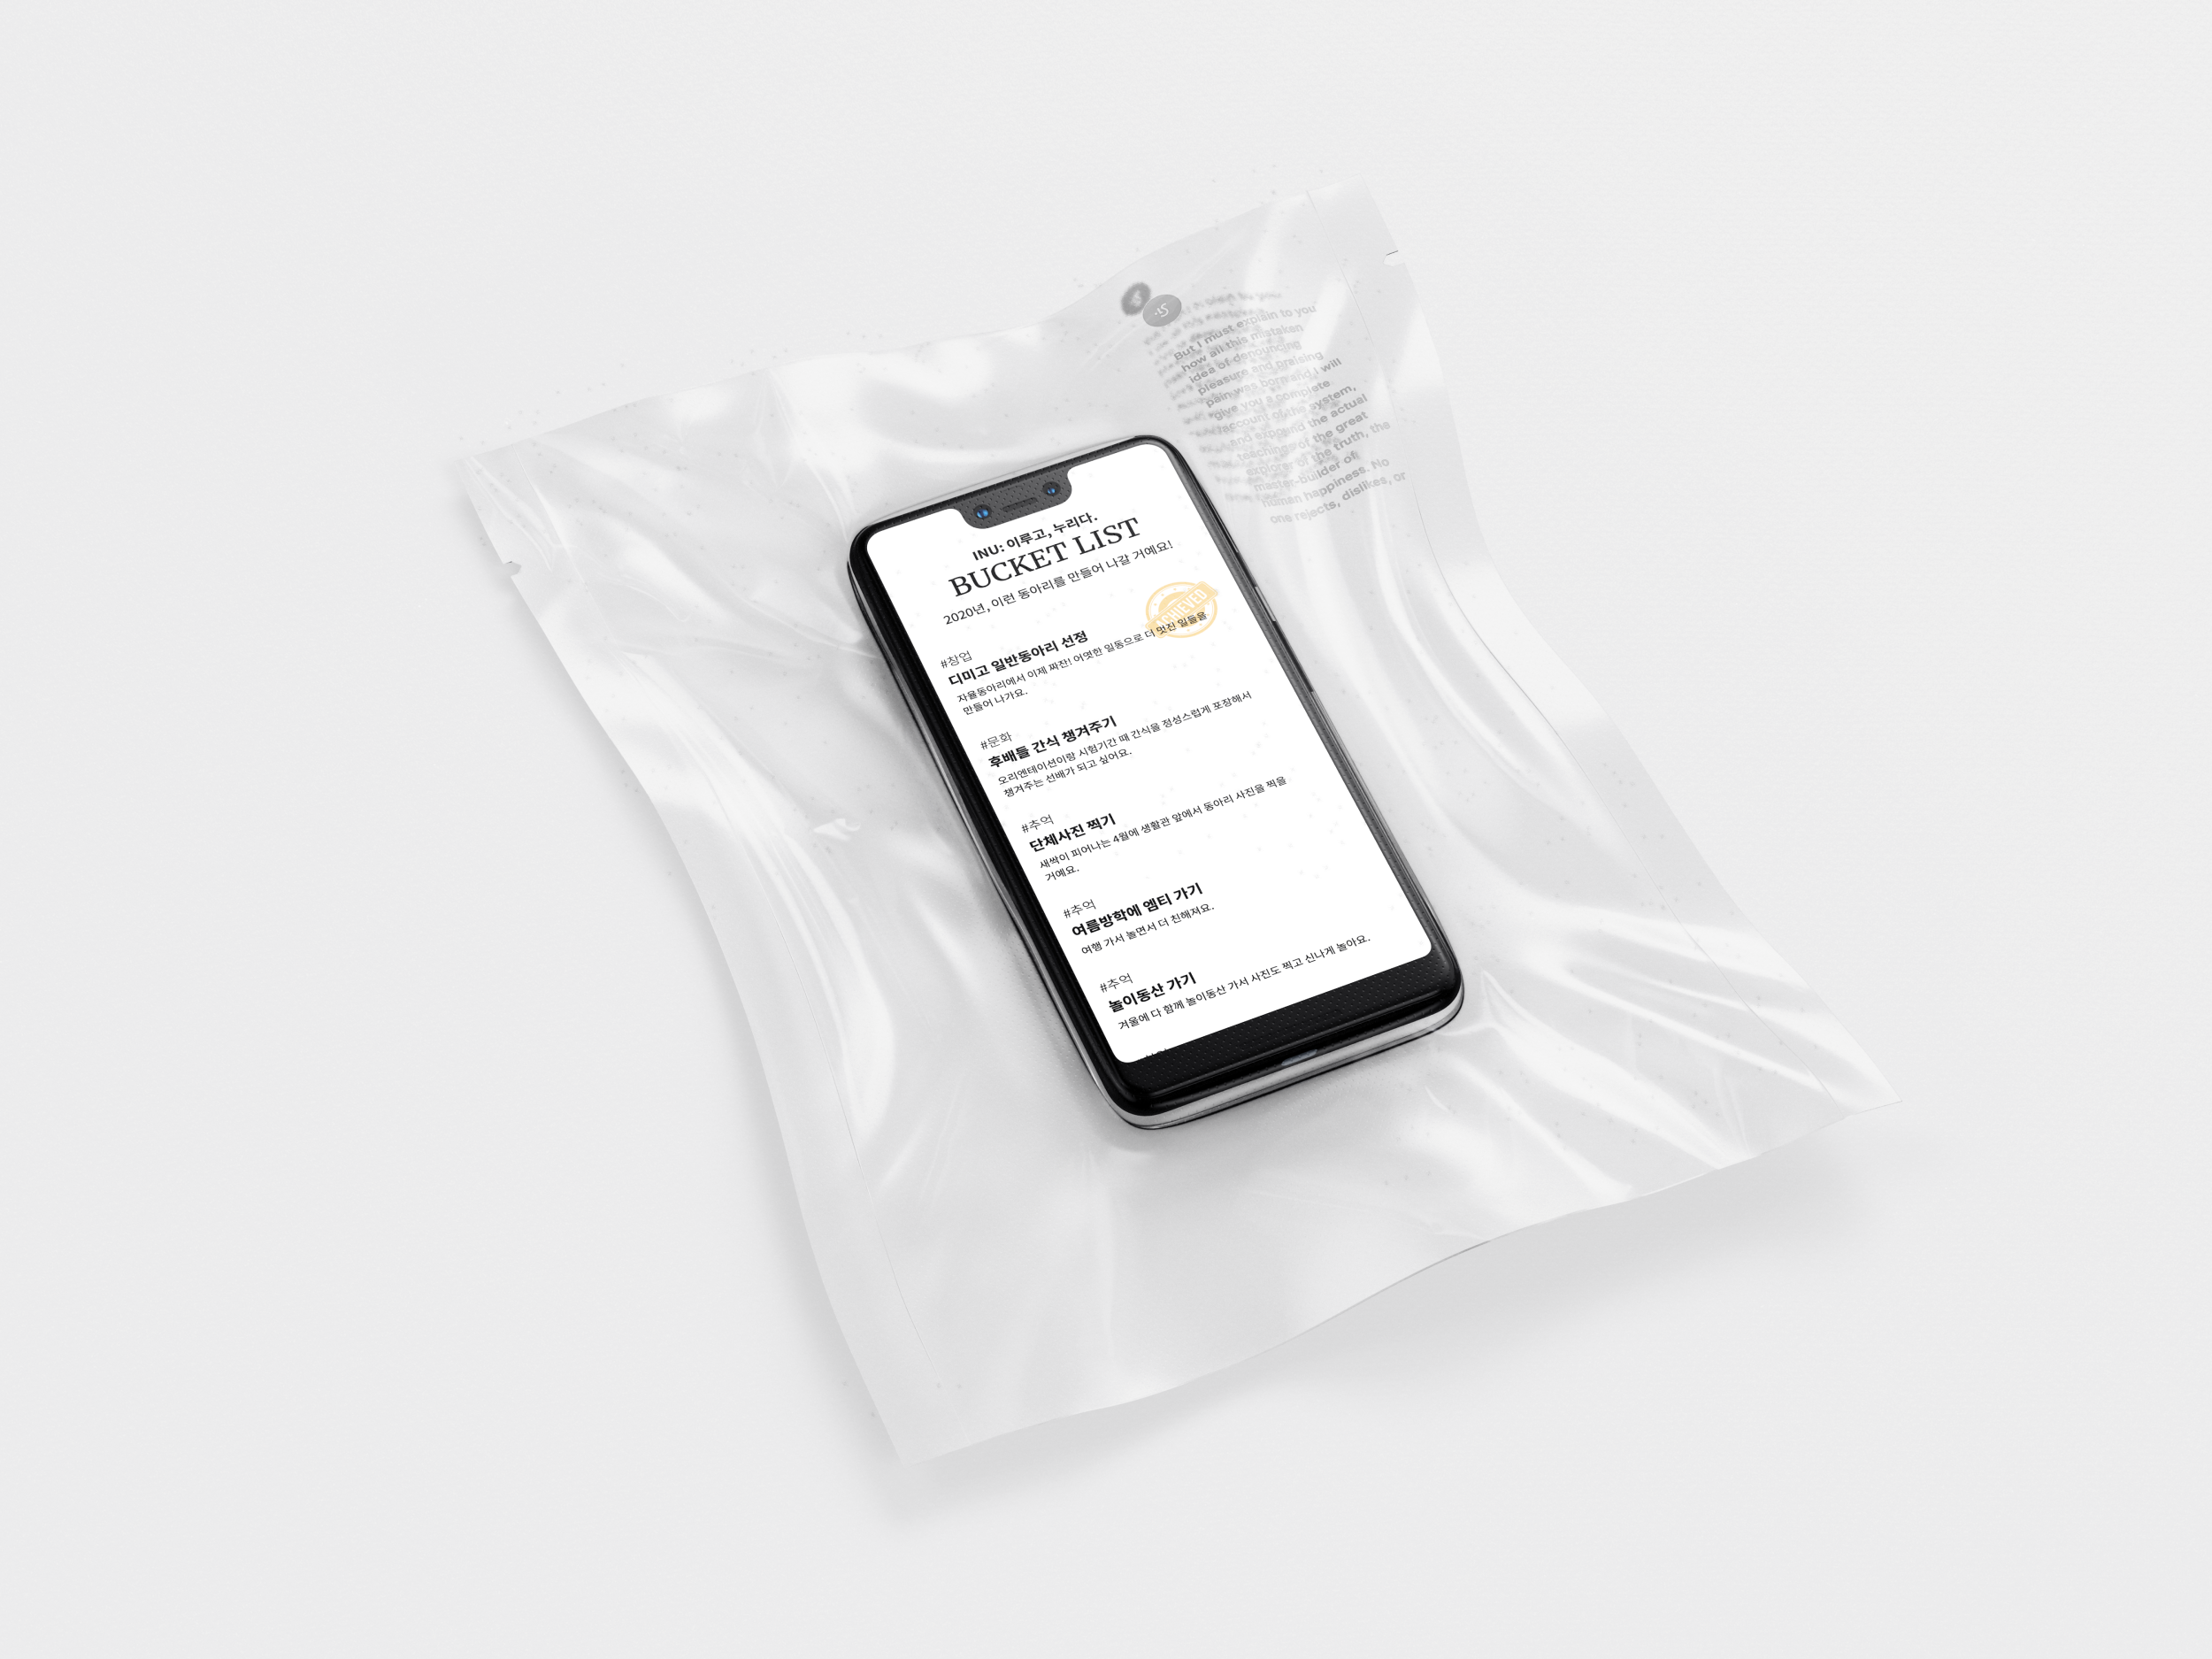 But I must explain to you
how all this mistaken
idea of denouncing
pleasure and praising
pain was born and I will
give you a complete
account of the system,
and expound the actual
teachings of the great
explorer of the truth, the
master-builder of
human happiness. No
one rejects, dislikes, or
INU: 이루고, 누리다.
BUCKET LIST
2020년, 이런 동아리를 만들어 나갈 거예요!
ACHIEVED
#창업
디미고 일반동아리 선정
자율동아리에서 이제 짜잔! 어엿한 일동으로 더 멋진 일들을
만들어 나가요.
#문화
후배들 간식 챙겨주기
오리엔테이션이랑 시험기간 때 간식을 정성스럽게 포장해서
챙겨주는 선배가 되고 싶어요.
#추억
단체사진 찍기
새싹이 피어나는 4월에 생활관 앞에서 동아리 사진을 찍을
거예요.
#추억
여름방학에 엠티 가기
여행 가서 놀면서 더 친해져요.
#추억
놀이동산 가기
겨울에 다 함께 놀이동산 가서 사진도 찍고 신나게 놀아요.